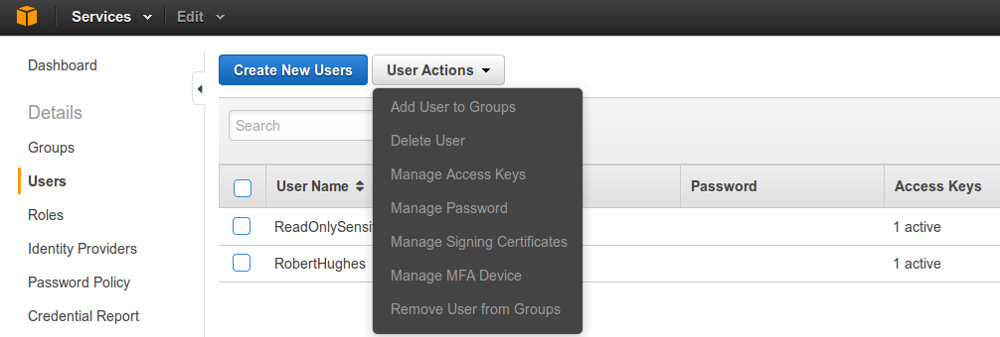 Services Edit
Dashboard
Details
Groups
Users
Roles
Identity Providers
Password Policy
Credential Report
Create New Users User Actions
Add User to Groups
Delete User
Manage Access Keys
Manage Password
Manage Signing Certificates
Manage MFA Device
Remove User from Groups
Search
User Name Password Access Keys
1 active
RobertHughes 1 active